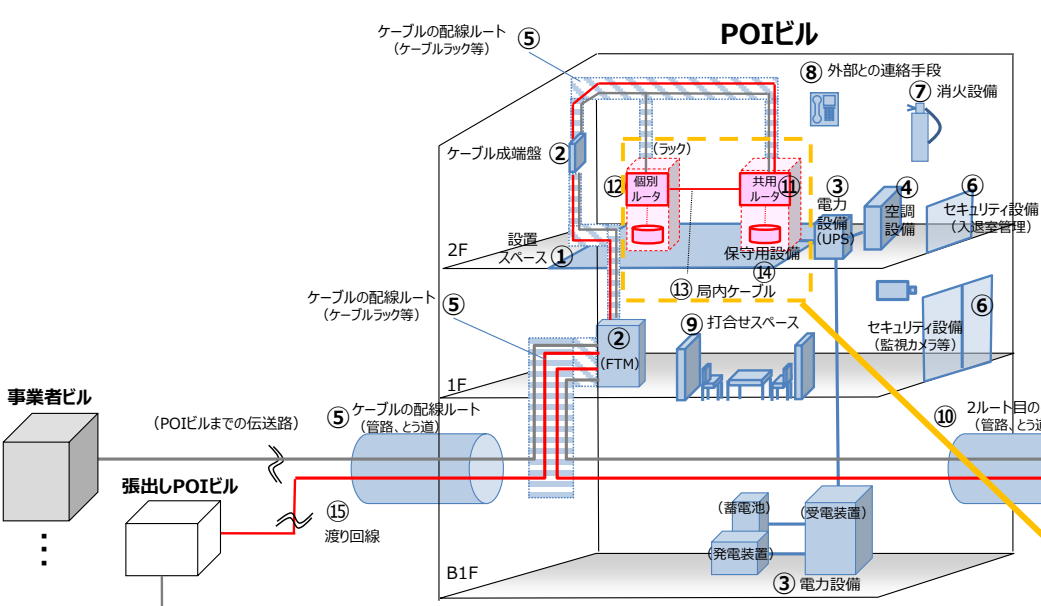 POIビル
ケーブルの配線ルート
（ケーブルラック等）
⑤
⑧ 外部との連絡手段
⑦ 消火設備
ケーブル成端盤 ②
（ラック）
⑫
個別
ルータ
共用
ルータ
⑪
③
電力
設備
（UPS）
④
空調
設備
⑥
セキュリティ設備
（入退室管理）
2F
設置
スペース ①
保守用設備
⑭
⑬ 局内ケーブル
ケーブルの配線ルート
（ケーブルラック等）
⑤
②
（FTM）
⑨ 打合せスペース
⑥
セキュリティ設備
（監視カメラ等）
1F
事業者ビル
（POIビルまでの伝送路）
⑤ ケーブルの配線ルート
（管路、とう道）
⑩ 2ルート目の
（管路、とう道
張出しPOIビル
⑮
渡り回線
（蓄電池）
（受電装置）
（発電装置）
③ 電力設備
B1F